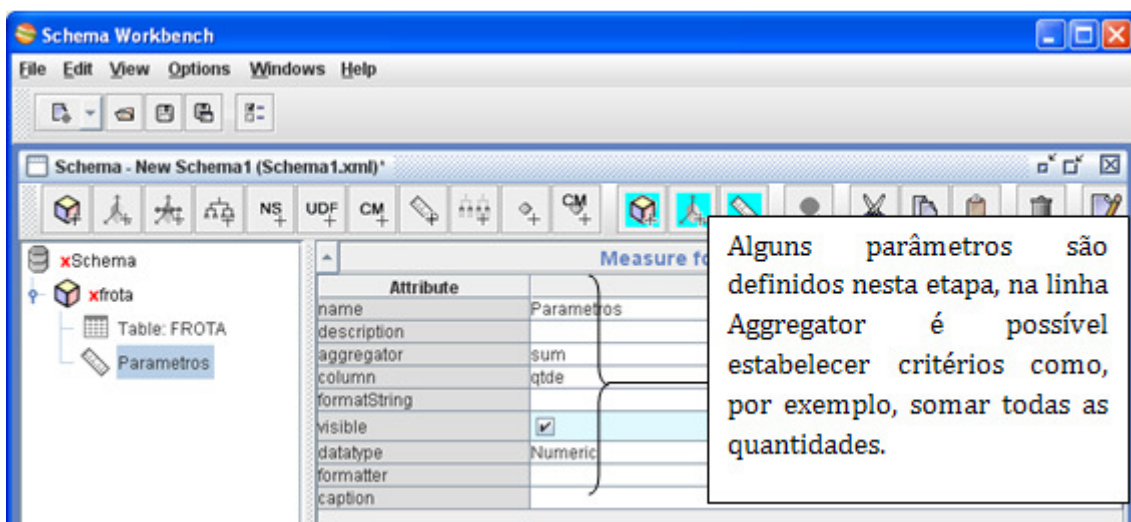 Schema Workbench
File Edit View Options Windows Help
Schema - New Schema1 (Schema1.xml)*
NS UDF CM CM
xSchema
xfrota
Table: FROTA
Parametros
Measure fo
Attribute
name Parametros
description
aggregator sum
column qtde
formatString
visible
datatype Numeric
formatter
caption
Alguns parâmetros são
definidos nesta etapa, na linha
Aggregator é possível
estabelecer critérios como,
por exemplo, somar todas as
quantidades.